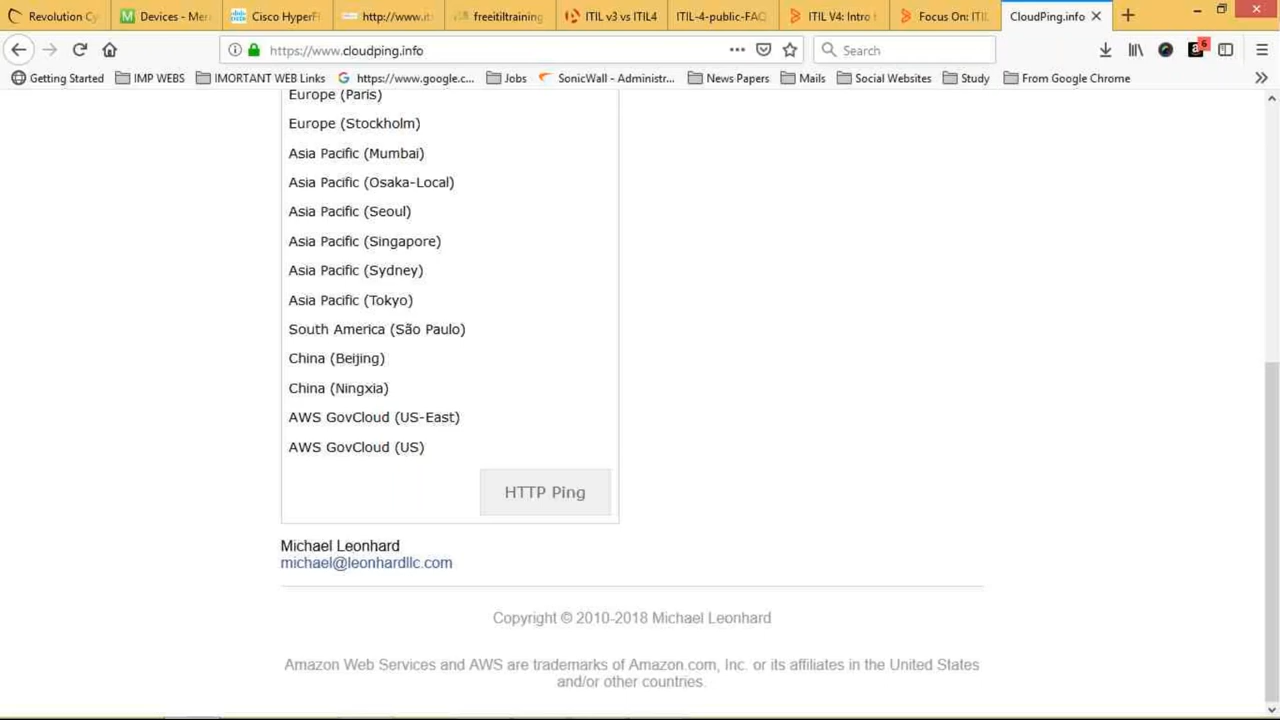 Revolution Cy
Devices - Mer
Cisco HyperF
http://www.it
freeitiltraining
ITIL v3 vs ITIL4
ITIL-4-public-FAQ
ITIL V4: Intro t
Focus On: ITIL
CloudPing.info
https://www.cloudping.info
Search
6
Getting Started
IMP WEBS
IMORTANT WEB Links
https://www.google.c...
Jobs
SonicWall - Administr...
News Papers
Mails
Social Websites
Study
From Google Chrome
Europe (Paris)
Europe (Stockholm)
Asia Pacific (Mumbai)
Asia Pacific (Osaka-Local)
Asia Pacific (Seoul)
Asia Pacific (Singapore)
Asia Pacific (Sydney)
Asia Pacific (Tokyo)
South America (São Paulo)
China (Beijing)
China (Ningxia)
AWS GovCloud (US-East)
AWS GovCloud (US)
HTTP Ping
Michael Leonhard
michael@leonhardllc.com
Copyright © 2010-2018 Michael Leonhard
Amazon Web Services and AWS are trademarks of Amazon.com, Inc. or its affiliates in the United States
and/or other countries.